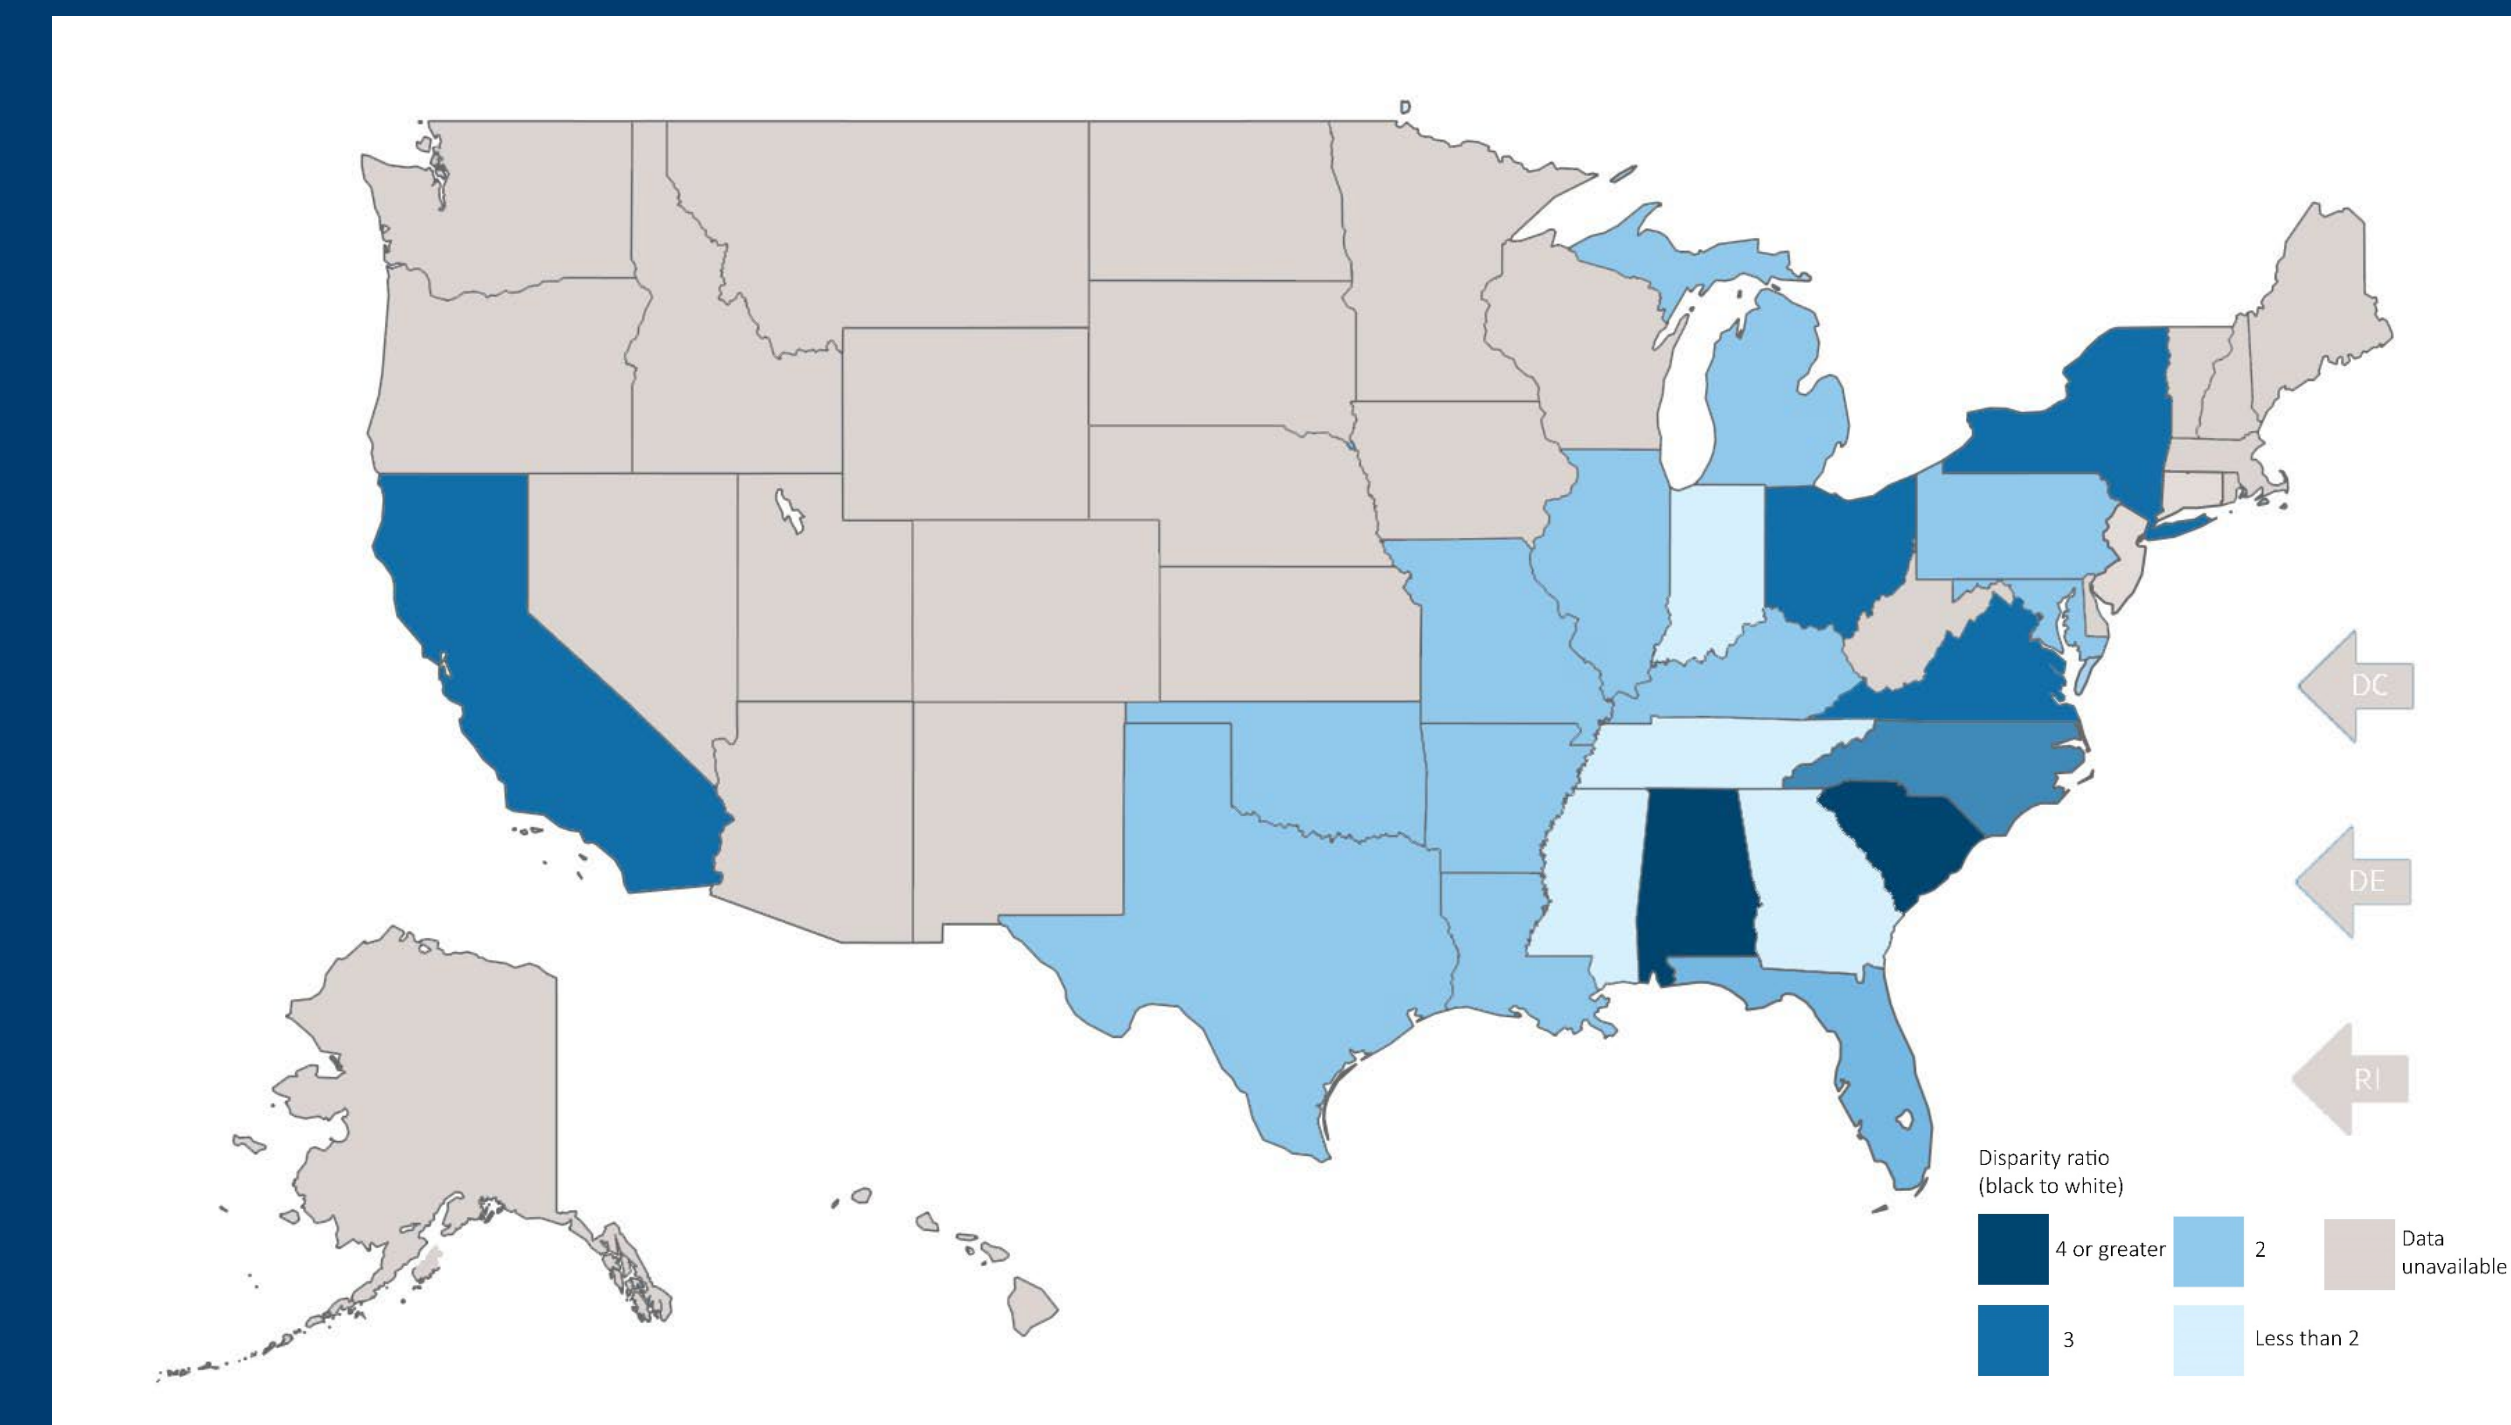 DC
DE
RI
Disparity ratio
(black to white)
4 or greater
2
Data
unavailable
3
Less than 2